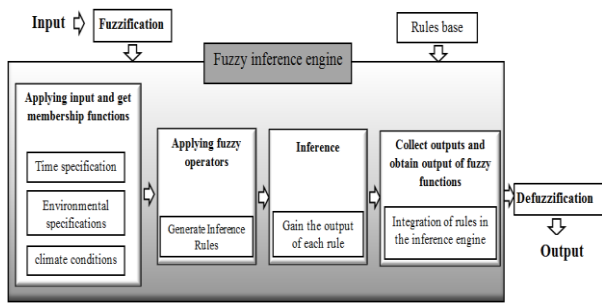 Input
Fuzzification
Rules base
Fuzzy inference engine
Applying input and get
membership functions
Time specification
Environmental
specifications
climate conditions
Applying fuzzy
operators
Generate Inference
Rules
Inference
Gain the output
of each rule
Collect outputs and
obtain output of fuzzy
functions
Integration of rules in
the inference engine
Defuzzification
Output